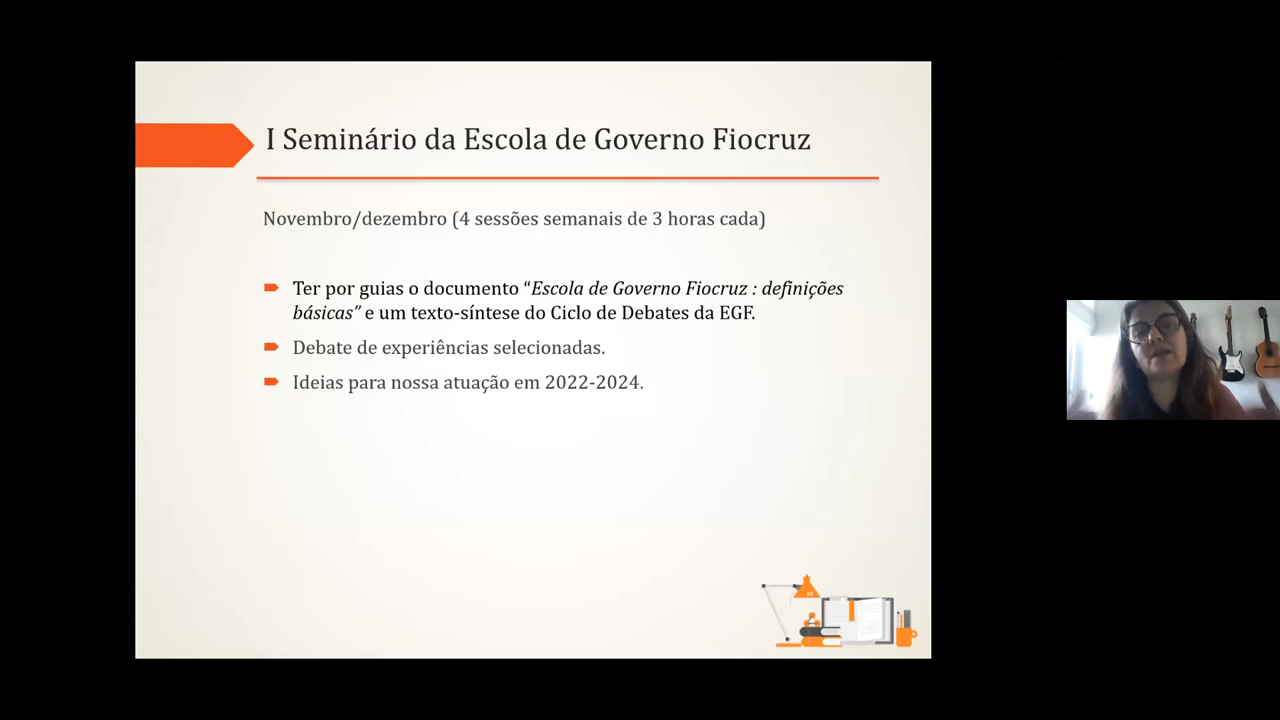 I Seminário da Escola de Governo Fiocruz
Novembro/dezembro (4 sessões semanais de 3 horas cada)
Ter por guias o documento “Escola de Governo Fiocruz : definições
básicas” e um texto-síntese do Ciclo de Debates da EGF.
Debate de experiências selecionadas.
Ideias para nossa atuação em 2022-2024.